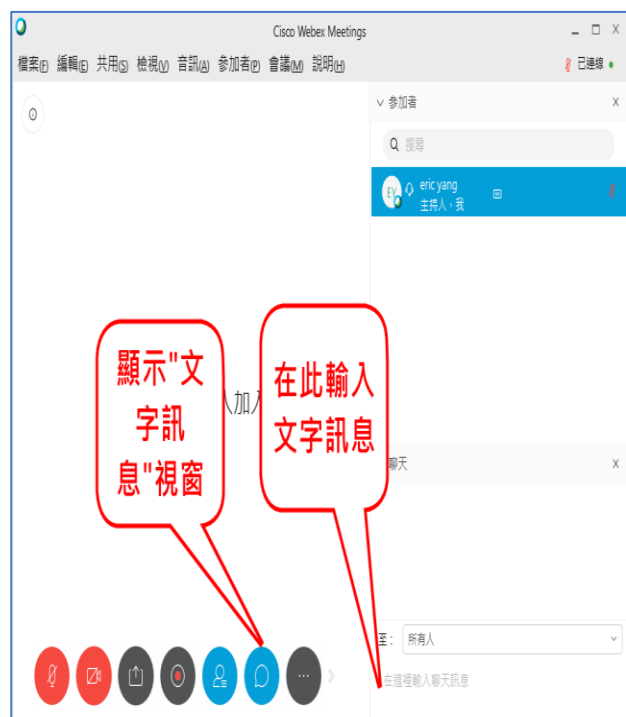 Cisco Webex Meetings
檔案(F) 編輯(E) 共用(S) 檢視(V) 音訊(A) 參加者(P) 會議(M) 說明(H)
已連線
參加者
搜尋
EY
eric yang
主持人，我
顯示"文
字訊
息"視窗
在此輸入
文字訊息
人加入
聊天
至：
所有人
在這裡輸入聊天訊息